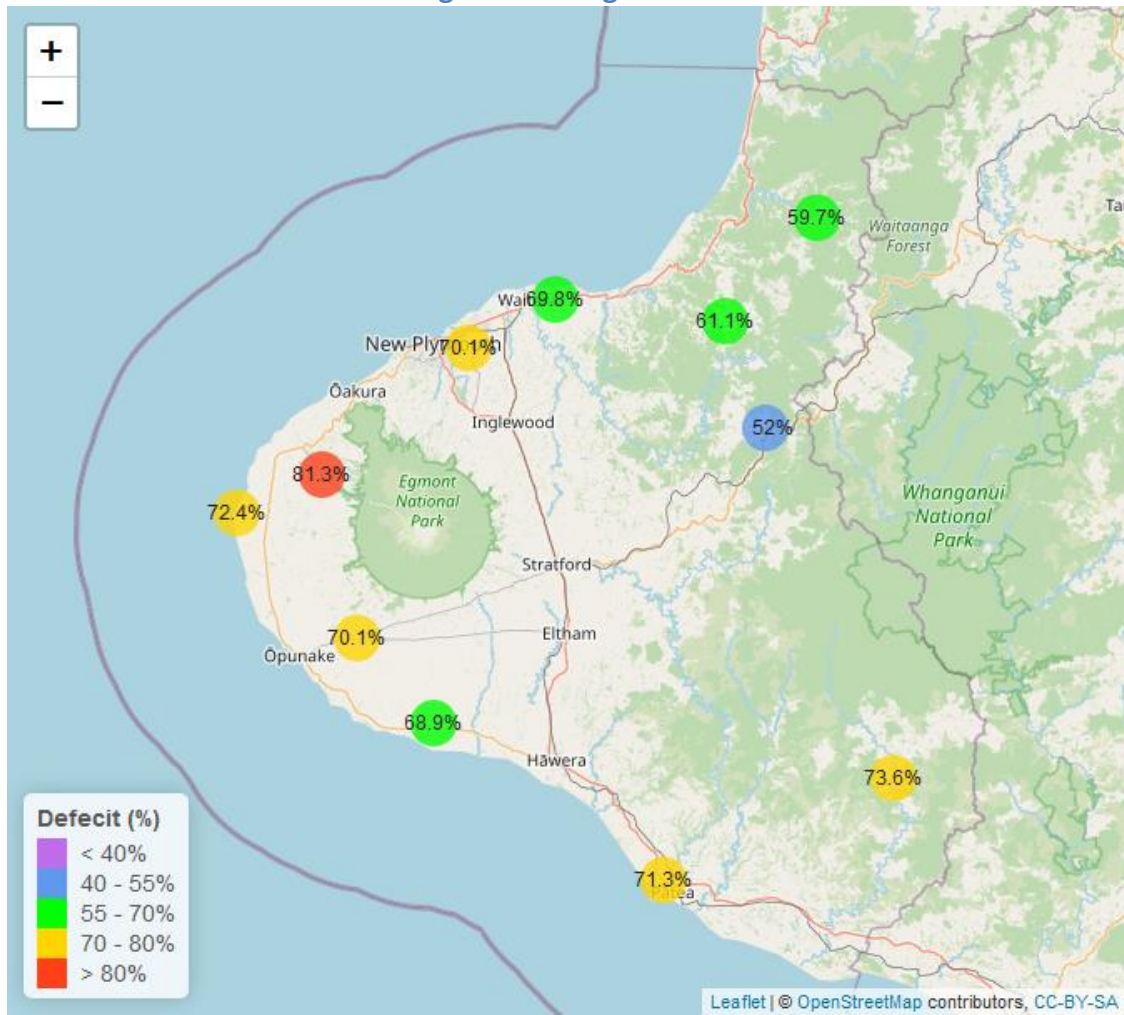 +
−
59.7%
Waitaanga
Forest
69.8%
61.1%
New Plymouth
70.1%
Ōakura
Inglewood
52%
81.3%
Egmont
National
Park
72.4%
Whanganui
National
Park
Stratford
70.1%
Eltham
Ōpunake
68.9%
Hāwera
73.6%
71.3%
Pātea
Defecit (%)
< 40%
40 - 55%
55 - 70%
70 - 80%
> 80%
Leaflet | © OpenStreetMap contributors, CC-BY-SA